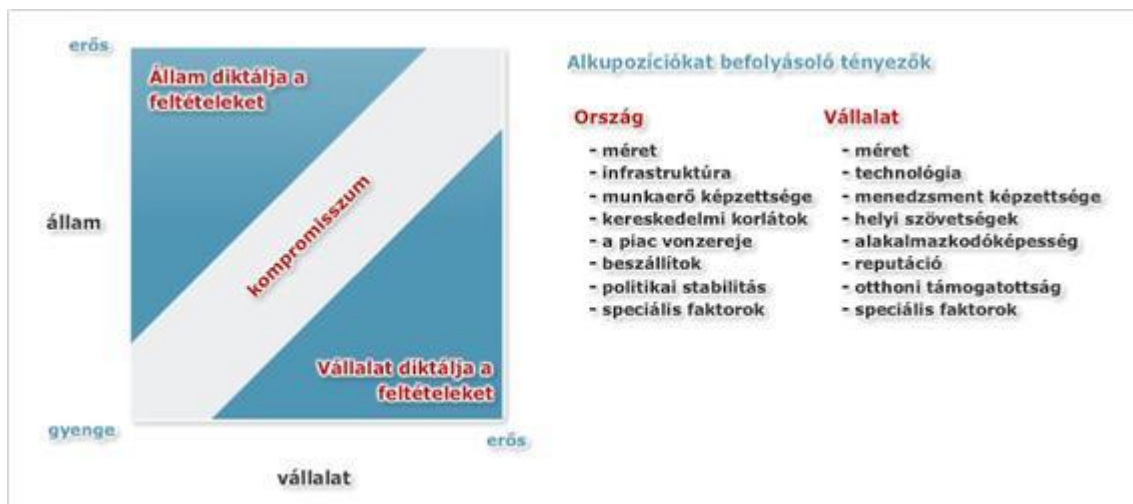 erős
Állam diktálja a
feltételeket
kompromisszum
állam
Vállalat diktálja a
feltételeket
gyenge
erős
vállalat
Alkupozíciókat befolyásoló tényezők
Ország
- méret
- infrastruktúra
- munkaerő képzettsége
- kereskedelmi korlátok
- a piac vonzereje
- beszállítok
- politikai stabilitás
- speciális faktorok
Vállalat
- méret
- technológia
- menedzsment képzettsége
- helyi szövetségek
- alakalmazkodóképesség
- reputáció
- otthoni támogatottság
- speciális faktorok